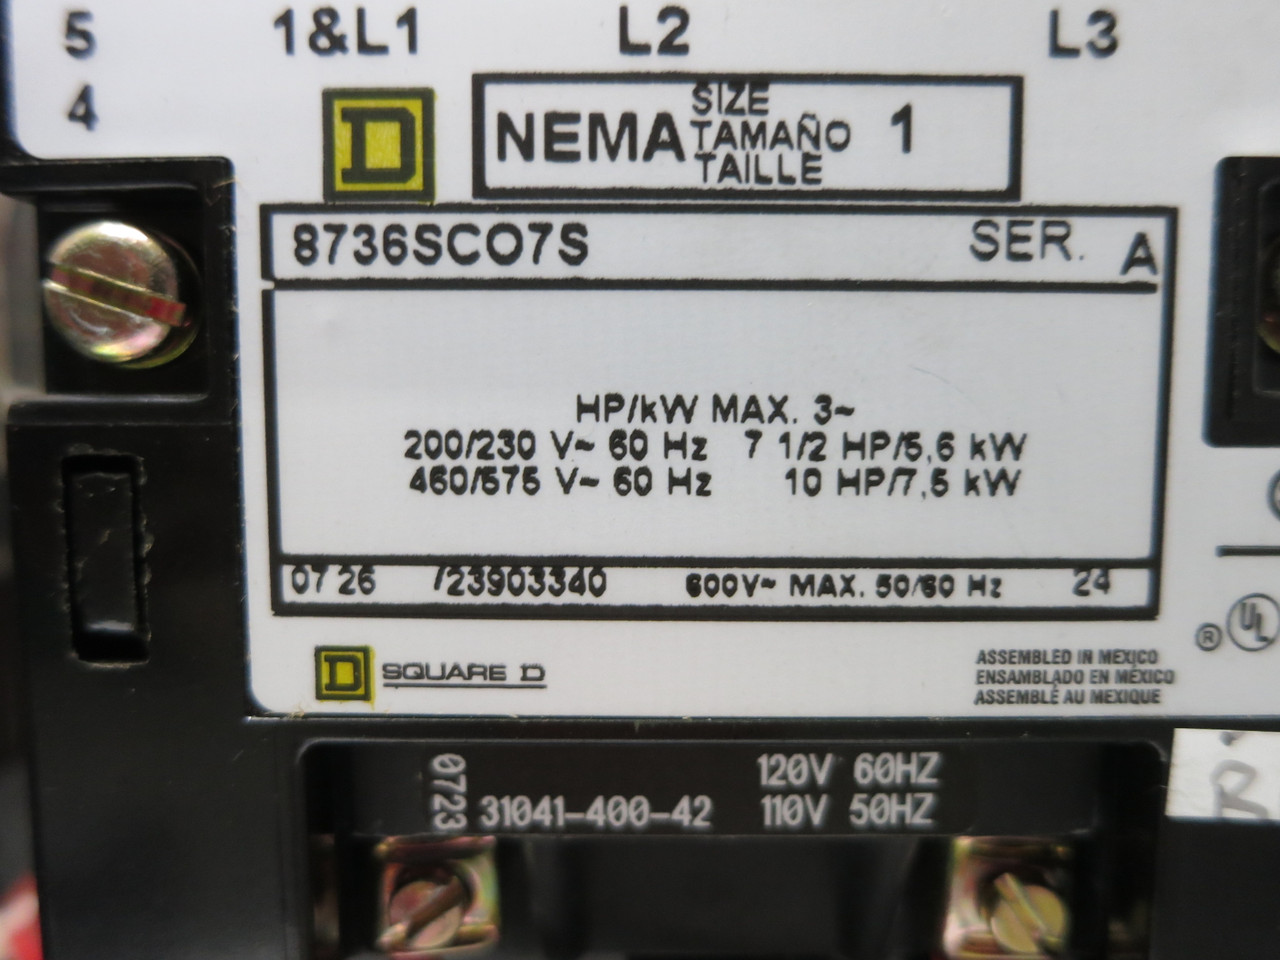 5 1&L1 L2 L3
4
D
NEMA SIZE TAMAÑO TAILLE 1
8736SCO7S SER. A
HP/kW MAX. 3~
200/230 V~ 60 Hz 7 1/2 HP/5,6 kW
460/575 V~ 60 Hz 10 HP/7,5 kW
07 26 /23903340 600V~ MAX. 50/60 Hz 24
® UL
D SQUARE D
ASSEMBLED IN MEXICO
ENSAMBLADO EN MÉXICO
ASSEMBLÉ AU MEXIQUE
0723
120V 60HZ
31041-400-42 110V 50HZ
R